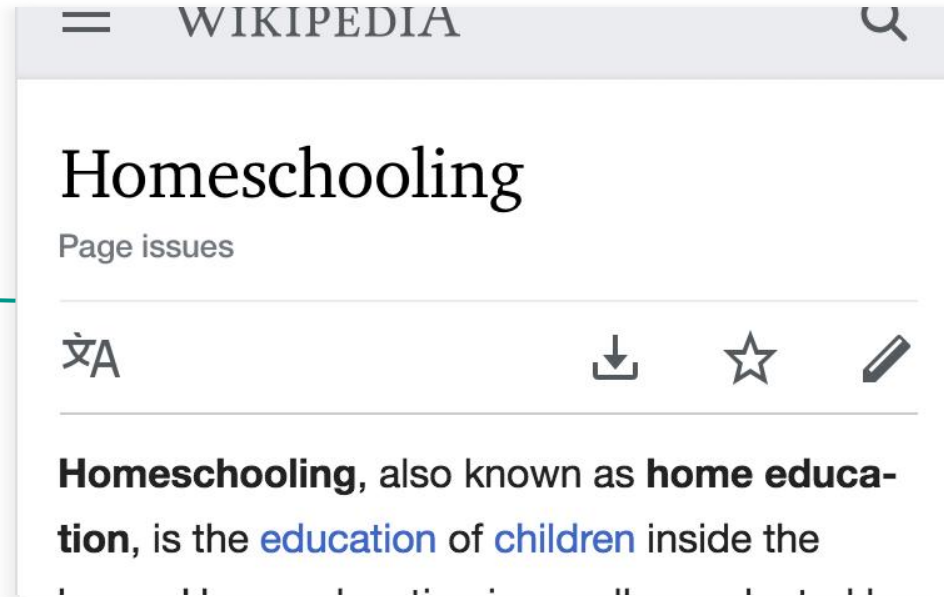 WIKIPEDIA
Homeschooling
Page issues
文A
Homeschooling, also known as home educa-
tion, is the education of children inside the